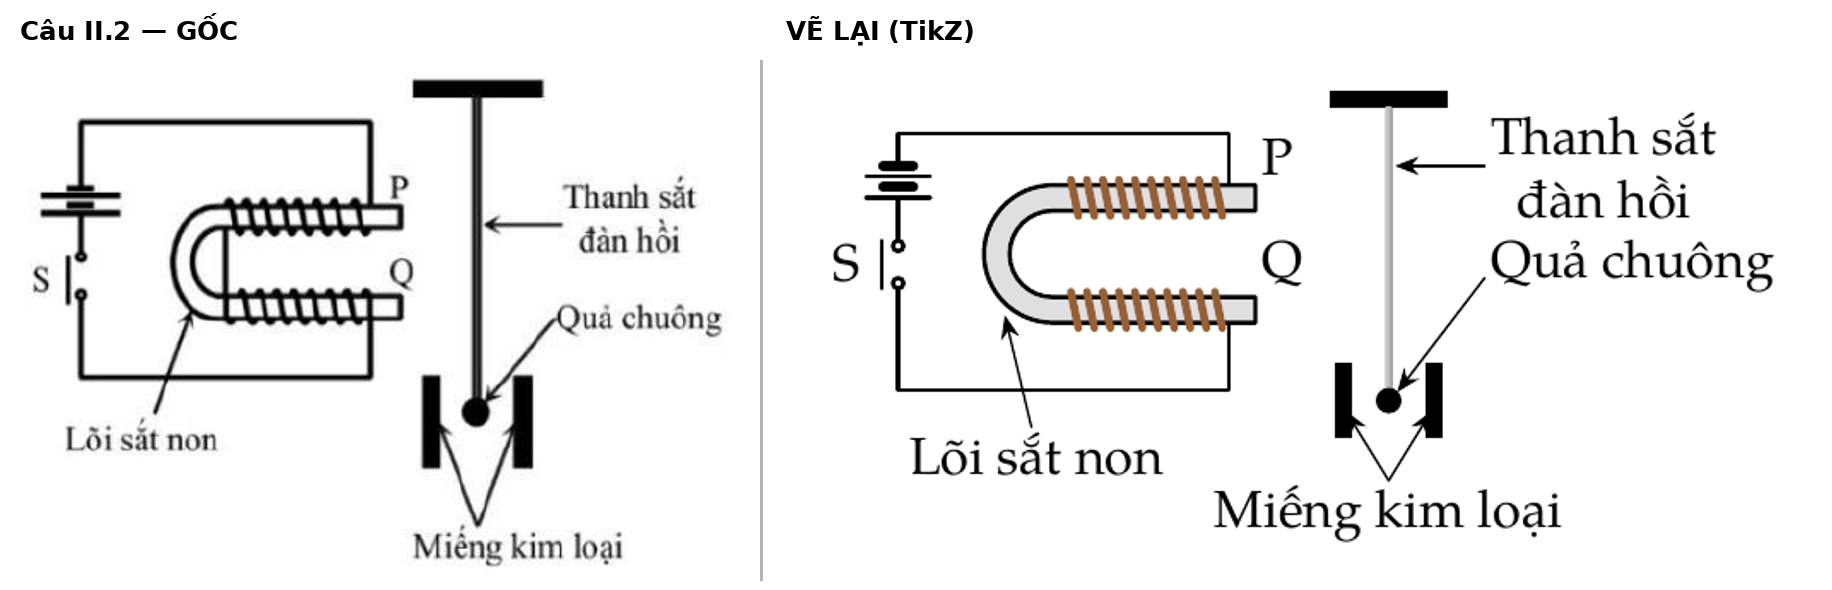 Câu II.2 — GỐC
P
Thanh sắt
đàn hồi
Q
S
Quả chuông
Lõi sắt non
Miếng kim loại
VẼ LẠI (TikZ)
P
Thanh sắt
đàn hồi
Q
S
Quả chuông
Lõi sắt non
Miếng kim loại